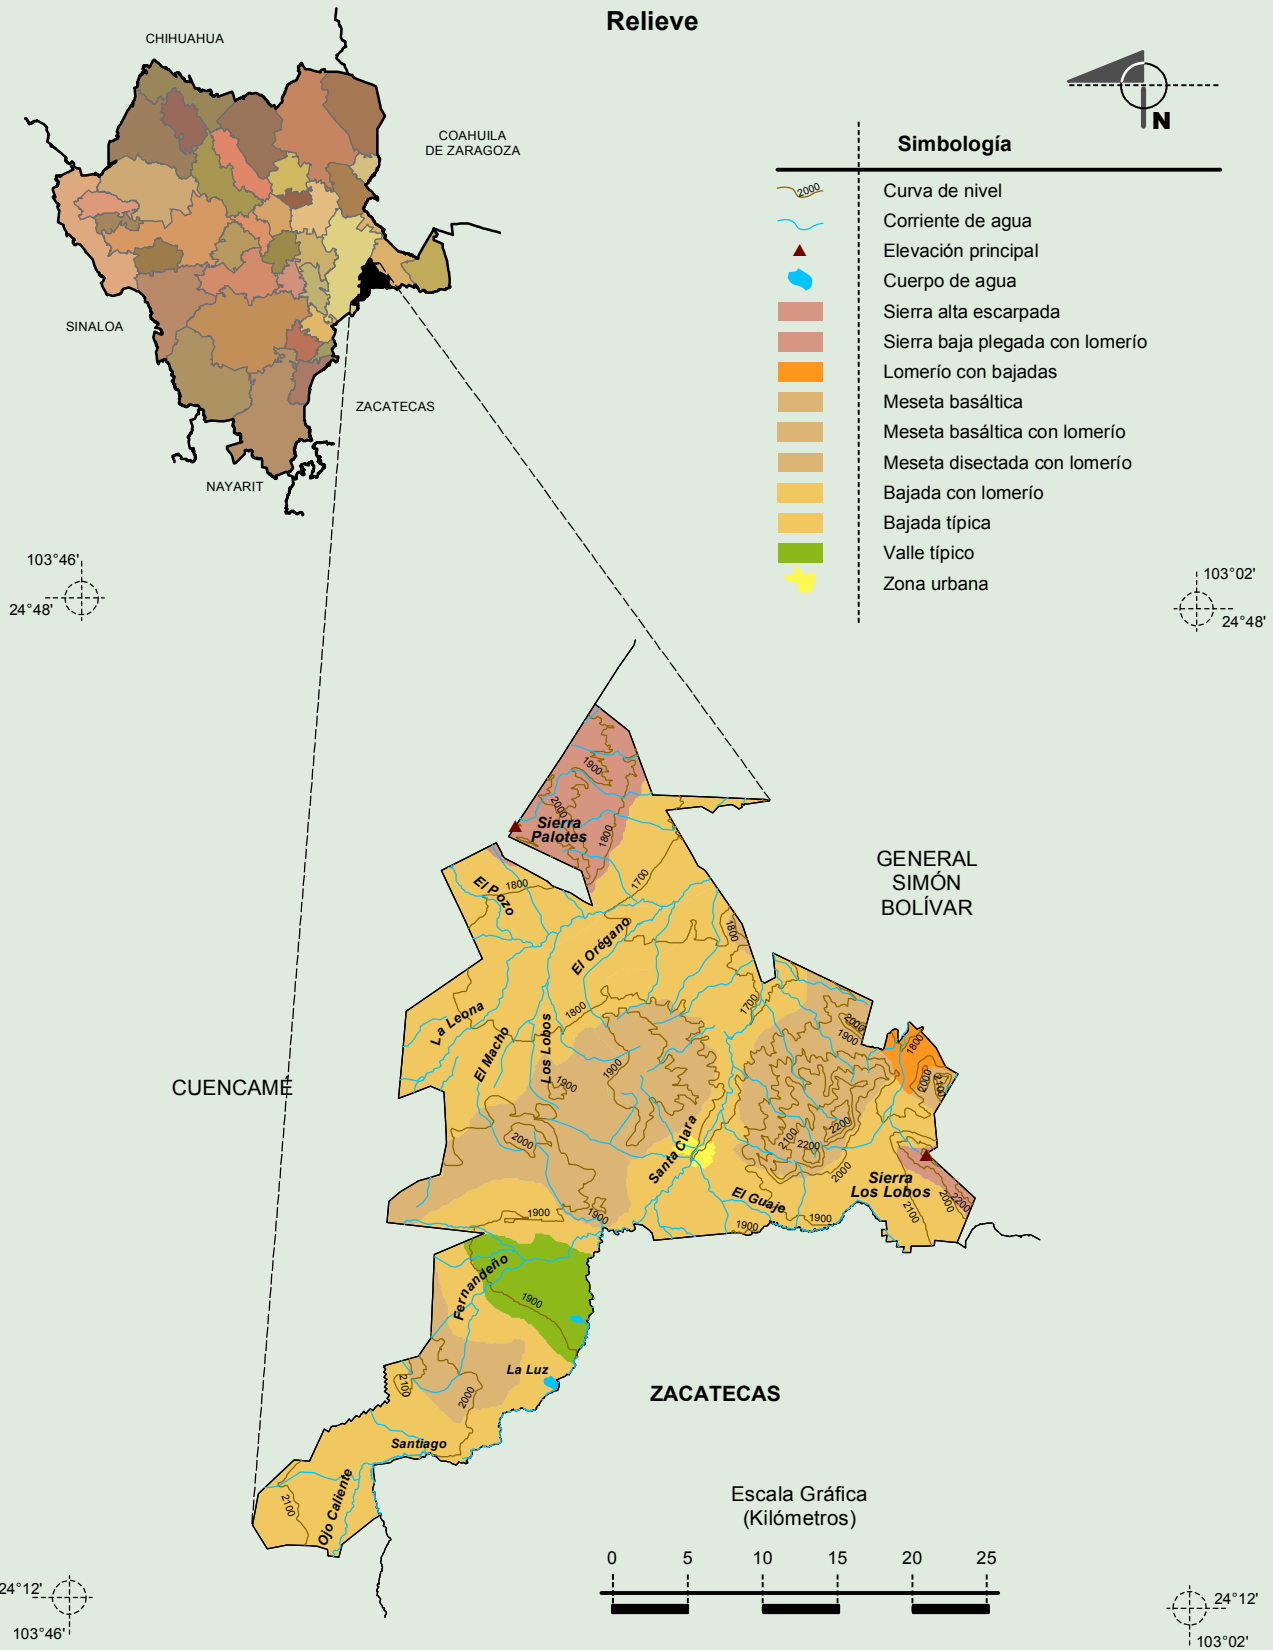 Relieve
CHIHUAHUA
COAHUILA
DE ZARAGOZA
SINALOA
ZACATECAS
NAYARIT
N
Simbología
2000
Curva de nivel
Corriente de agua
Elevación principal
Cuerpo de agua
Sierra alta escarpada
Sierra baja plegada con lomerío
Lomerío con bajadas
Meseta basáltica
Meseta basáltica con lomerío
Meseta disectada con lomerío
Bajada con lomerío
Bajada típica
Valle típico
Zona urbana
103°46'
24°48'
103°02'
24°48'
1900
2000
Sierra
Palotes
1800
GENERAL
SIMÓN
BOLÍVAR
El Pozo
1800
1700
El Orégano
1800
1700
La Leona
El Macho
Los Lobos
1800
1900
1900
2000
2000
1900
1800
2000
2100
CUENCAMÉ
Santa Clara
2100
2200
2200
2000
Sierra
Los Lobos
2000
2200
2100
El Guaje
1900
1900
1900
1900
Fernandeño
1900
La Luz
2100
2000
ZACATECAS
Santiago
Ojo Caliente
2100
Escala Gráfica
(Kilómetros)
0 5 10 15 20 25
24°12'
103°46'
24°12'
103°02'